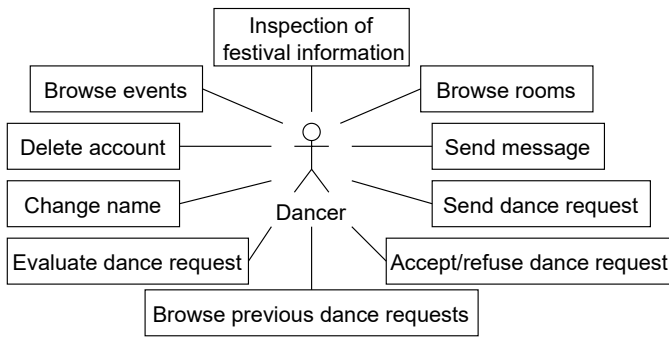 Inspection of
festival information
Browse events
Browse rooms
Delete account
Send message
Change name
Send dance request
Dancer
Evaluate dance request
Accept/refuse dance request
Browse previous dance requests